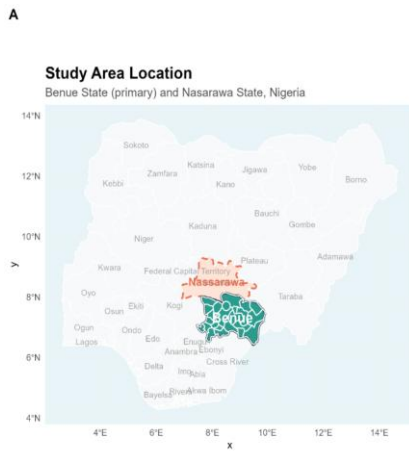 A
Study Area Location
Benue State (primary) and Nasarawa State, Nigeria
14°N
Sokoto
Katsina
Yobe
Zamfara
Jigawa
Borno
12°N
Kebbi
Kano
Bauchi
Gombe
Kaduna
10°N
Niger
Adamawa
Plateau
Kwara
Federal Capital Territory
Nassarawa
y
8°N
Oyo
Taraba
Kogi
Ekiti
Osun
Benue
Ogun
Ondo
Edo
Enugu
Lagos
Anambra
Ebonyi
6°N
Cross River
Delta
Imo
Abia
Bayelsa
Rivers
Akwa Ibom
4°N
4°E
6°E
8°E
10°E
12°E
14°E
x